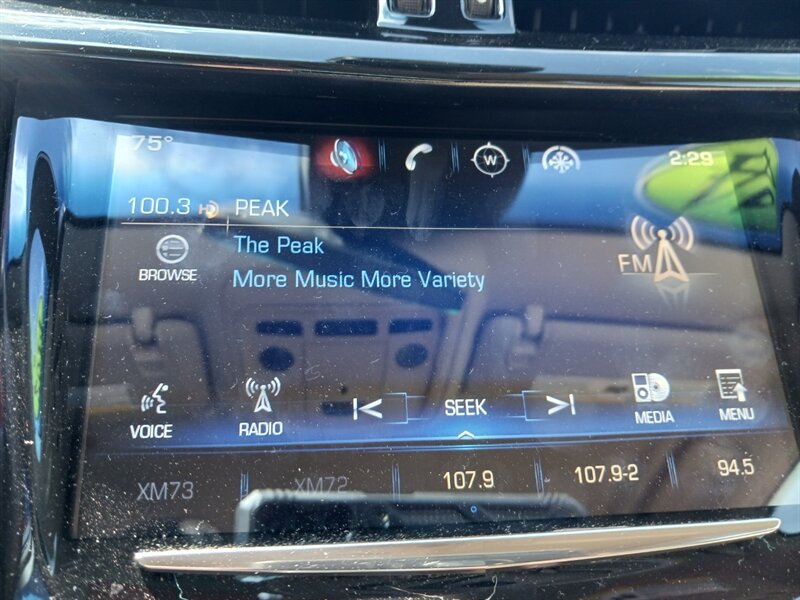 75°
W
2:29
100.3 HD PEAK
The Peak
More Music More Variety
BROWSE
FM
VOICE
RADIO
SEEK
MEDIA
MENU
XM73
XM72
107.9
107.9-2
94.5